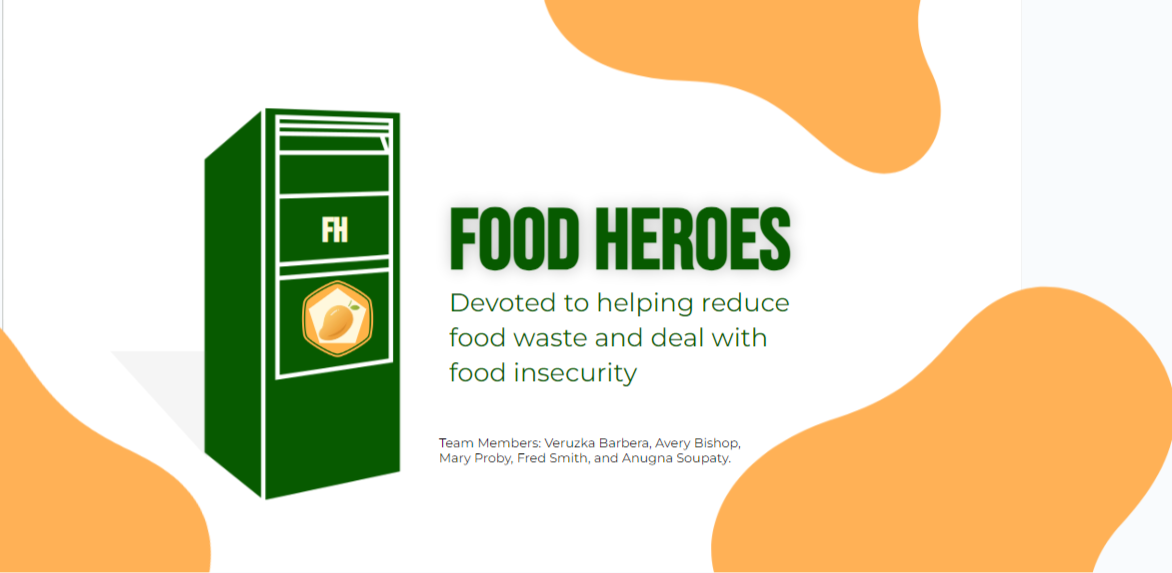 FH
FOOD HEROES
Devoted to helping reduce
food waste and deal with
food insecurity
Team Members: Veruzka Barbera, Avery Bishop,
Mary Proby, Fred Smith, and Anugna Soupaty.